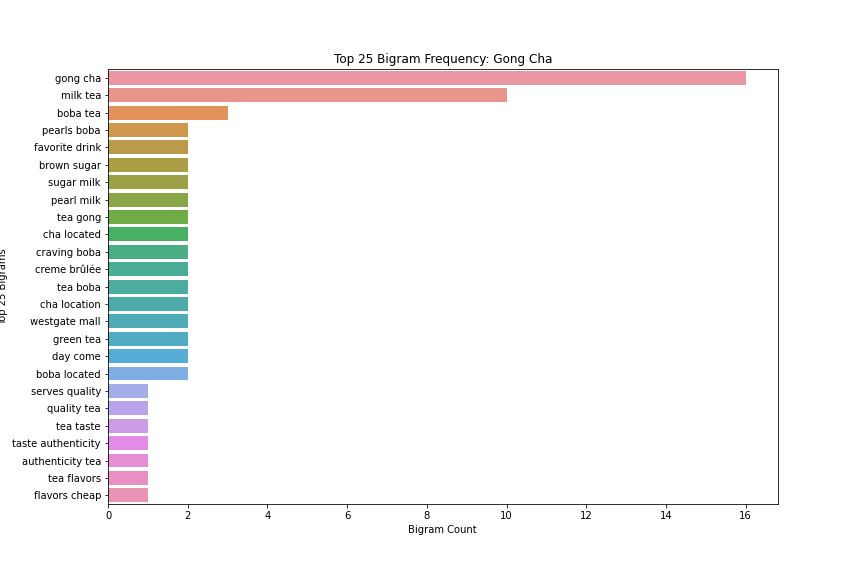 Top 25 Bigram Frequency: Gong Cha
Top 25 Bigrams
gong cha
milk tea
boba tea
pearls boba
favorite drink
brown sugar
sugar milk
pearl milk
tea gong
cha located
craving boba
creme brûlée
tea boba
cha location
westgate mall
green tea
day come
boba located
serves quality
quality tea
tea taste
taste authenticity
authenticity tea
tea flavors
flavors cheap
0 2 4 6 8 10 12 14 16
Bigram Count